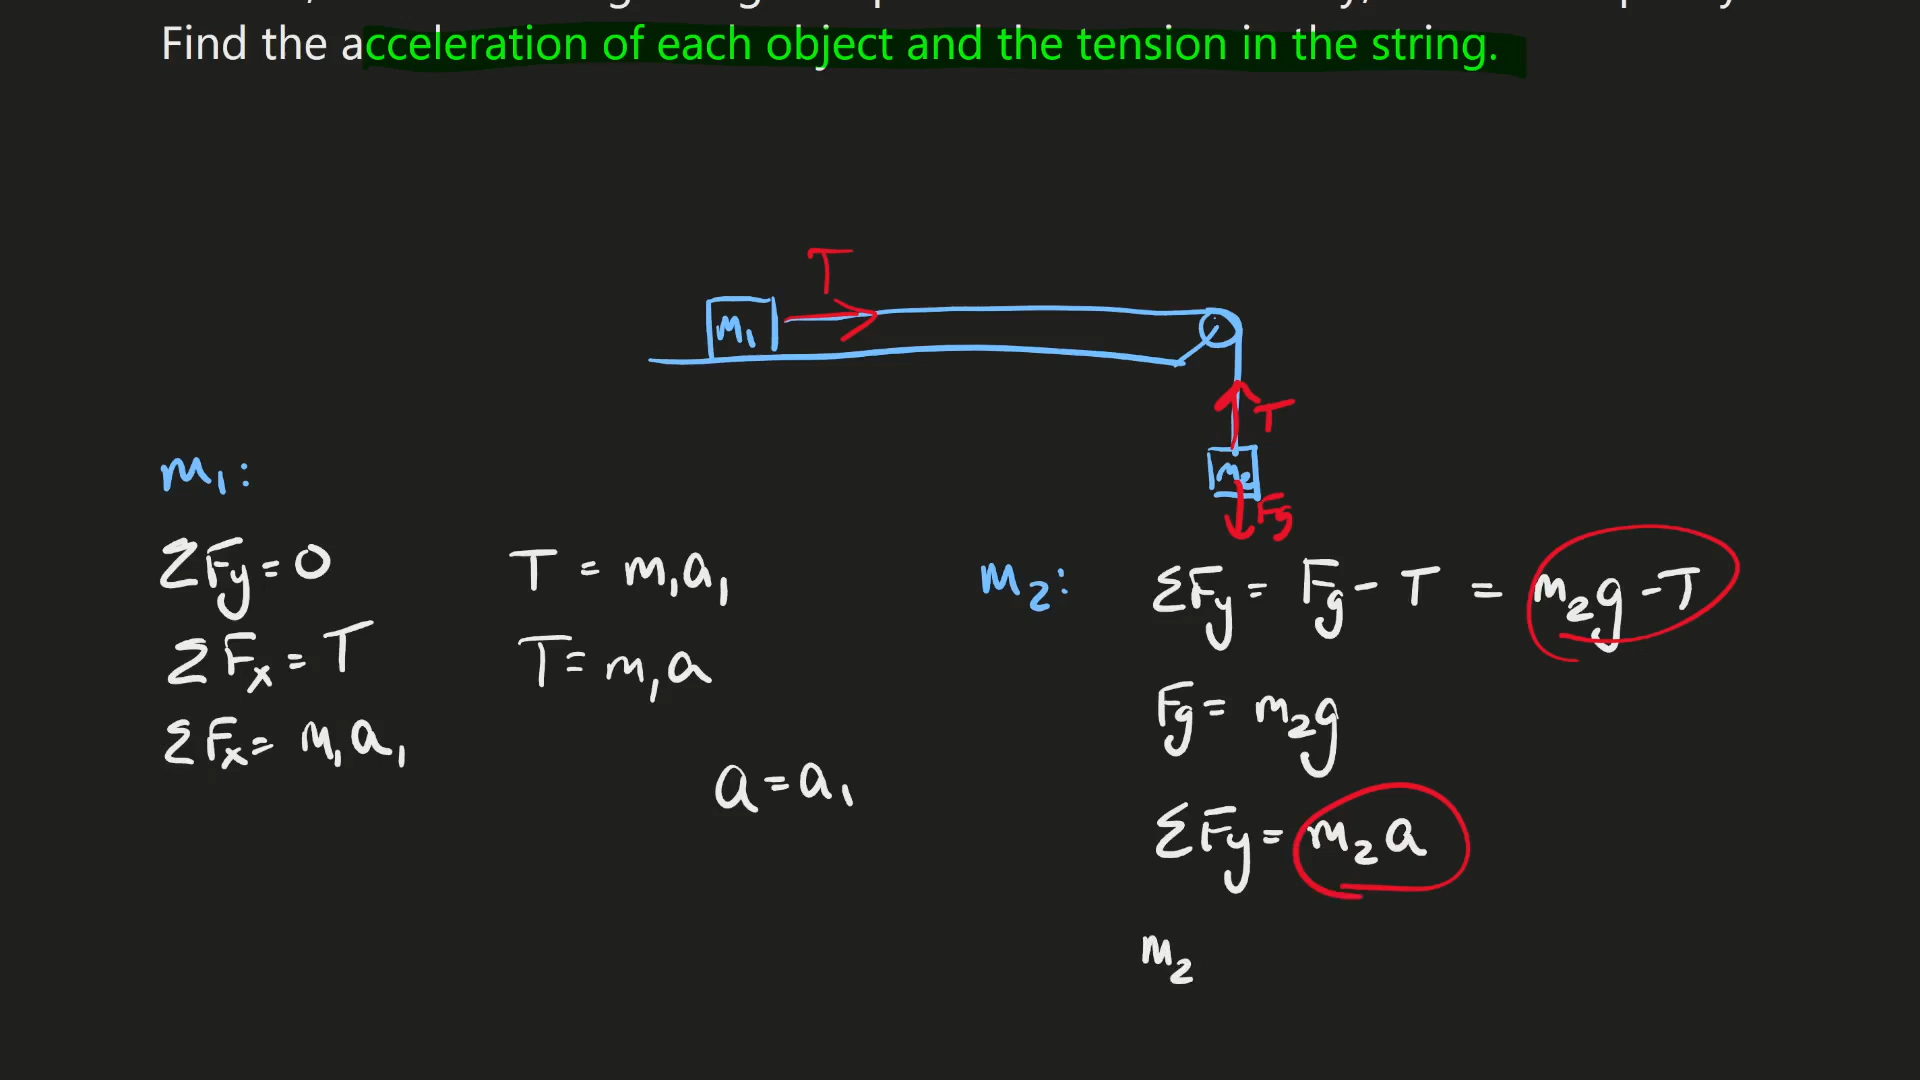 Find the acceleration of each object and the tension in the string.
T
m₁
T
m₂
Fg
m₁:
ΣFy = 0
ΣFx = T
ΣFx = m₁a₁
T = m₁a₁
T = m₁a
a = a₁
m₂:
ΣFy = Fg - T = m₂g - T
Fg = m₂g
ΣFy = m₂a
m₂